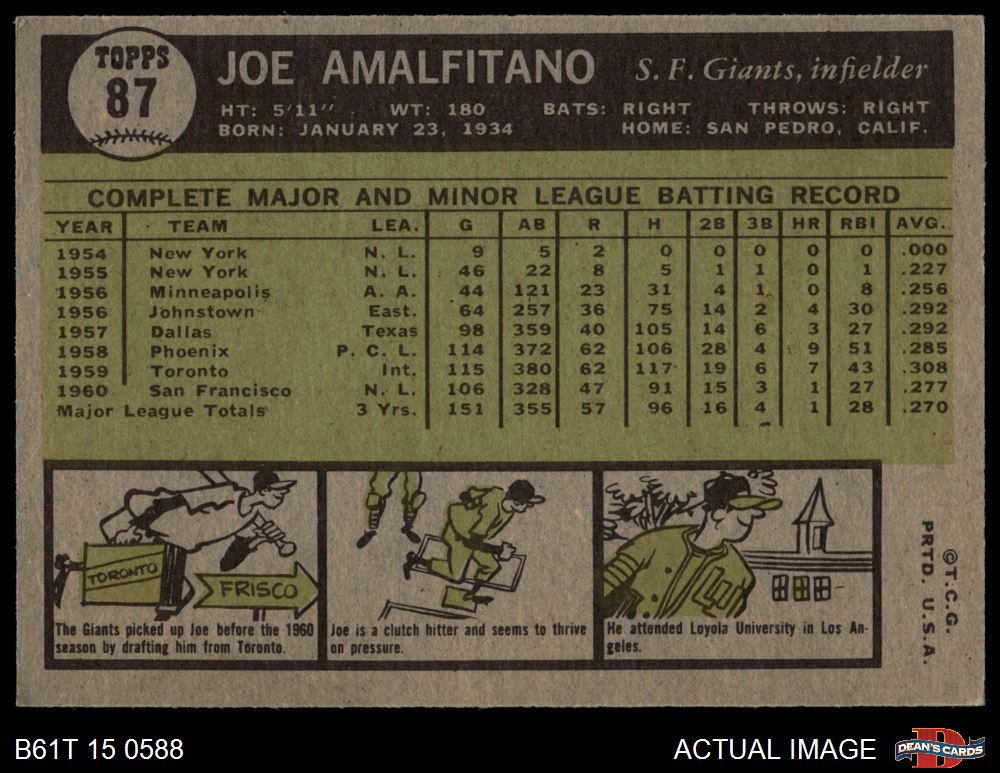 TOPPS
87
JOE AMALFITANO S. F. Giants, infielder
HT: 5'11" WT: 180 BATS: RIGHT THROWS: RIGHT
BORN: JANUARY 23, 1934 HOME: SAN PEDRO, CALIF.
COMPLETE MAJOR AND MINOR LEAGUE BATTING RECORD
YEAR TEAM LEA. G AB R H 2B 3B HR RBI AVG.
1954 New York N. L. 9 5 2 0 0 0 0 0 .000
1955 New York N. L. 46 22 8 5 1 1 0 1 .227
1956 Minneapolis A. A. 44 121 23 31 4 1 0 8 .256
1956 Johnstown East. 64 257 36 75 14 2 4 30 .292
1957 Dallas Texas 98 359 40 105 14 6 3 27 .292
1958 Phoenix P. C. L. 114 372 62 106 28 4 9 51 .285
1959 Toronto Int. 115 380 62 117 19 6 7 43 .308
1960 San Francisco N. L. 106 328 47 91 15 3 1 27 .277
Major League Totals 3 Yrs. 151 355 57 96 16 4 1 28 .270
TORONTO
FRISCO
The Giants picked up Joe before the 1960
season by drafting him from Toronto.
Joe is a clutch hitter and seems to thrive
on pressure.
He attended Loyola University in Los An-
geles.
©T.C.G.
PRTD. U.S.A.
B61T 15 0588 ACTUAL IMAGE
DEAN'S CARDS